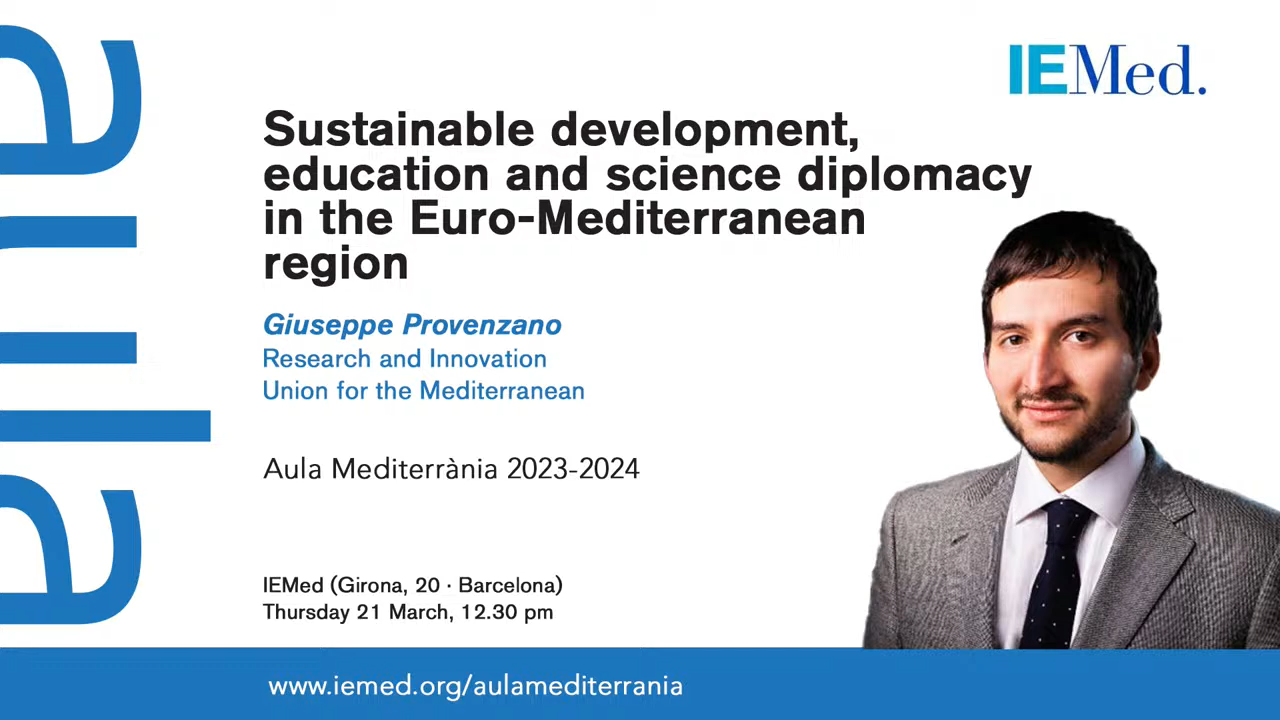 aula
IEMed.
Sustainable development,
education and science diplomacy
in the Euro-Mediterranean
region
Giuseppe Provenzano
Research and Innovation
Union for the Mediterranean
Aula Mediterrània 2023-2024
IEMed (Girona, 20 · Barcelona)
Thursday 21 March, 12.30 pm
www.iemed.org/aulamediterrania